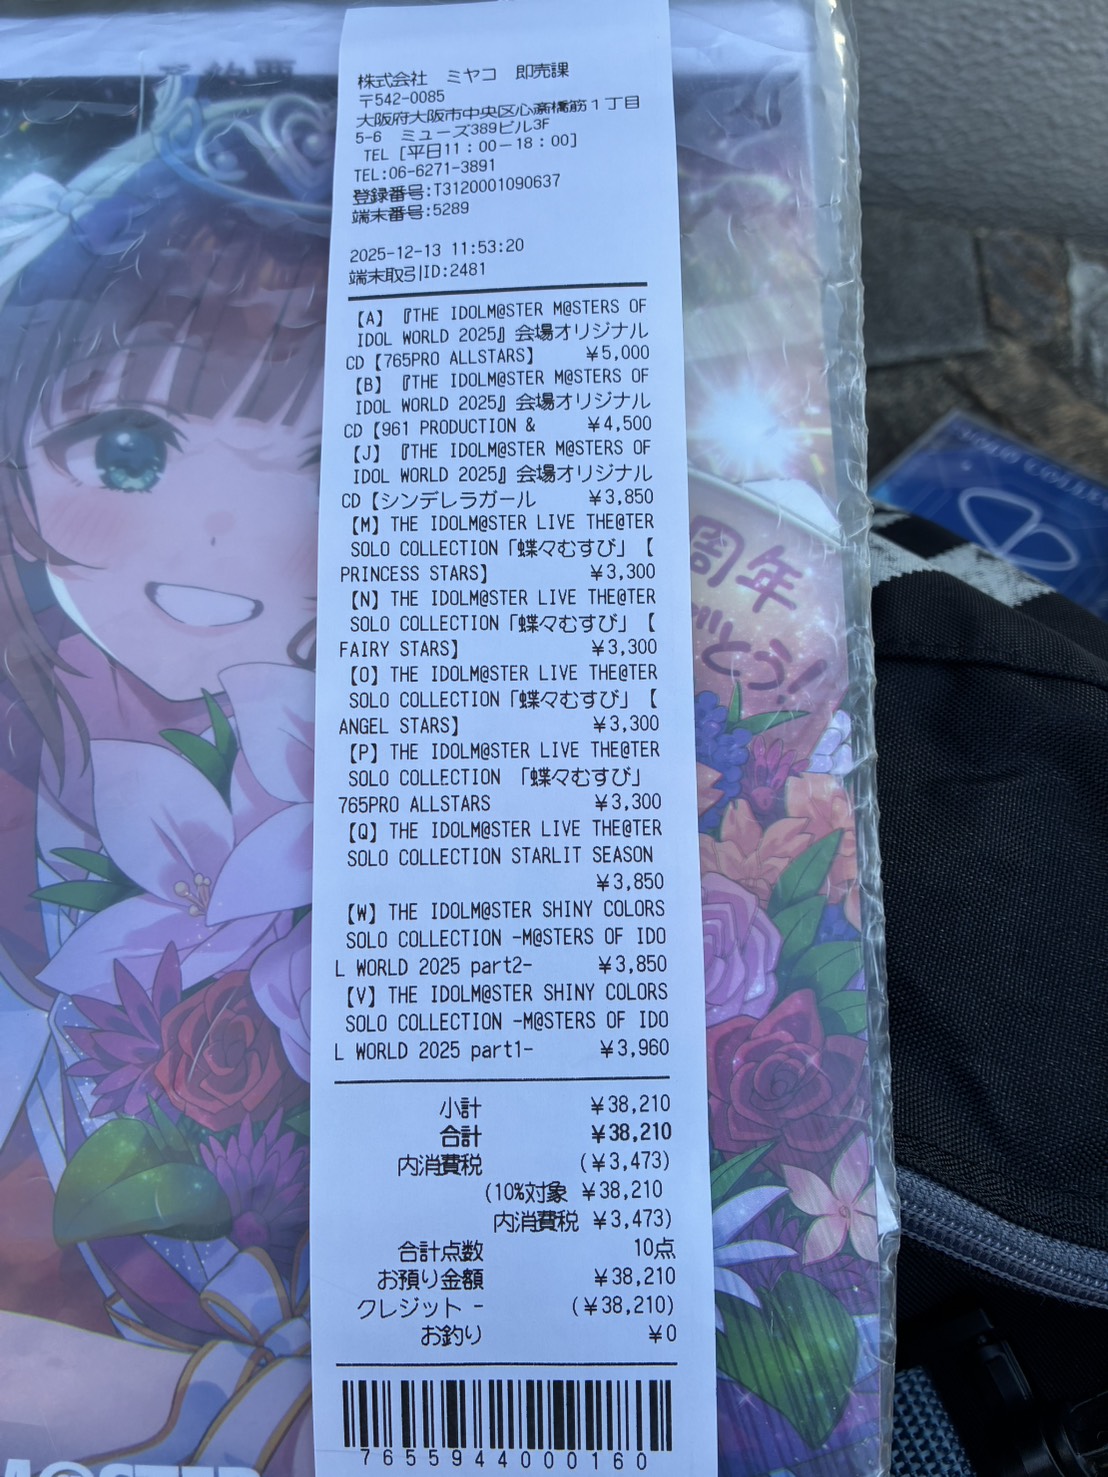 株式会社 ミヤコ 即売課
〒542-0085
大阪府大阪市中央区心斎橋筋1丁目
5-6 ミューズ389ビル3F
TEL [平日11:00-18:00]
TEL:06-6271-3891
登録番号:T3120001090637
端末番号:5289
2025-12-13 11:53:20
端末取引ID:2481
【A】『THE IDOLM@STER M@STERS OF
IDOL WORLD 2025』会場オリジナル
CD【765PRO ALLSTARS】 ¥5,000
【B】『THE IDOLM@STER M@STERS OF
IDOL WORLD 2025』会場オリジナル
CD【961 PRODUCTION & ¥4,500
【J】『THE IDOLM@STER M@STERS OF
IDOL WORLD 2025』会場オリジナル
CD【シンデレラガール ¥3,850
【M】THE IDOLM@STER LIVE THE@TER
SOLO COLLECTION「蝶々むすび」【
PRINCESS STARS】 ¥3,300
【N】THE IDOLM@STER LIVE THE@TER
SOLO COLLECTION「蝶々むすび」【
FAIRY STARS】 ¥3,300
【O】THE IDOLM@STER LIVE THE@TER
SOLO COLLECTION「蝶々むすび」【
ANGEL STARS】 ¥3,300
【P】THE IDOLM@STER LIVE THE@TER
SOLO COLLECTION 「蝶々むすび」
765PRO ALLSTARS ¥3,300
【Q】THE IDOLM@STER LIVE THE@TER
SOLO COLLECTION STARLIT SEASON
¥3,850
【W】THE IDOLM@STER SHINY COLORS
SOLO COLLECTION -M@STERS OF IDO
L WORLD 2025 part2- ¥3,850
【V】THE IDOLM@STER SHINY COLORS
SOLO COLLECTION -M@STERS OF IDO
L WORLD 2025 part1- ¥3,960
小計 ¥38,210
合計 ¥38,210
内消費税 (¥3,473)
(10%対象 ¥38,210
内消費税 ¥3,473)
合計点数 10点
お預り金額 ¥38,210
クレジット - (¥38,210)
お釣り ¥0
7655944000160
周年
とう!